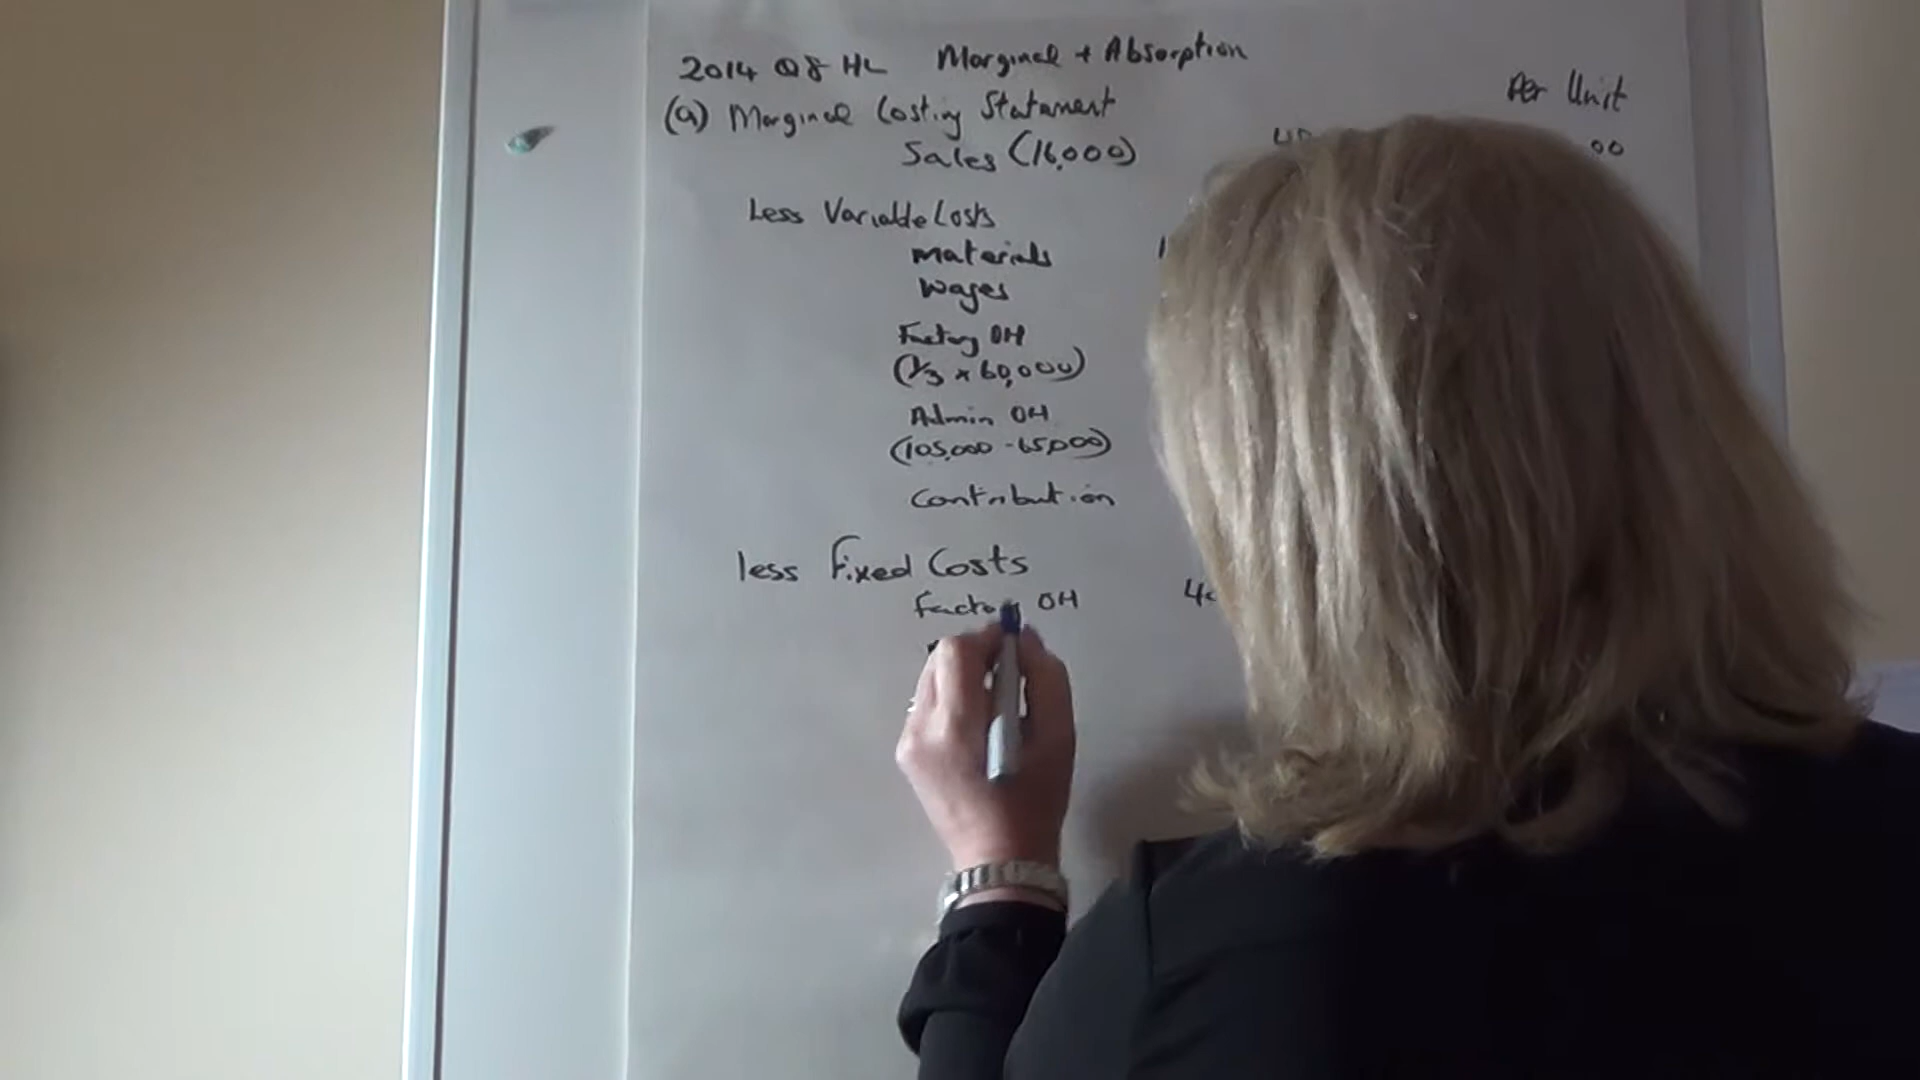 2014 Q8 HL Marginal + Absorption
Per Unit
(a) Marginal Costing Statement
Sales (16,000)
00
Less Variable Costs
Materials
Wages
Factory OH
(1/3 x 60,000)
Admin OH
(105,000 - 65,000)
Contribution
less Fixed Costs
Factory OH